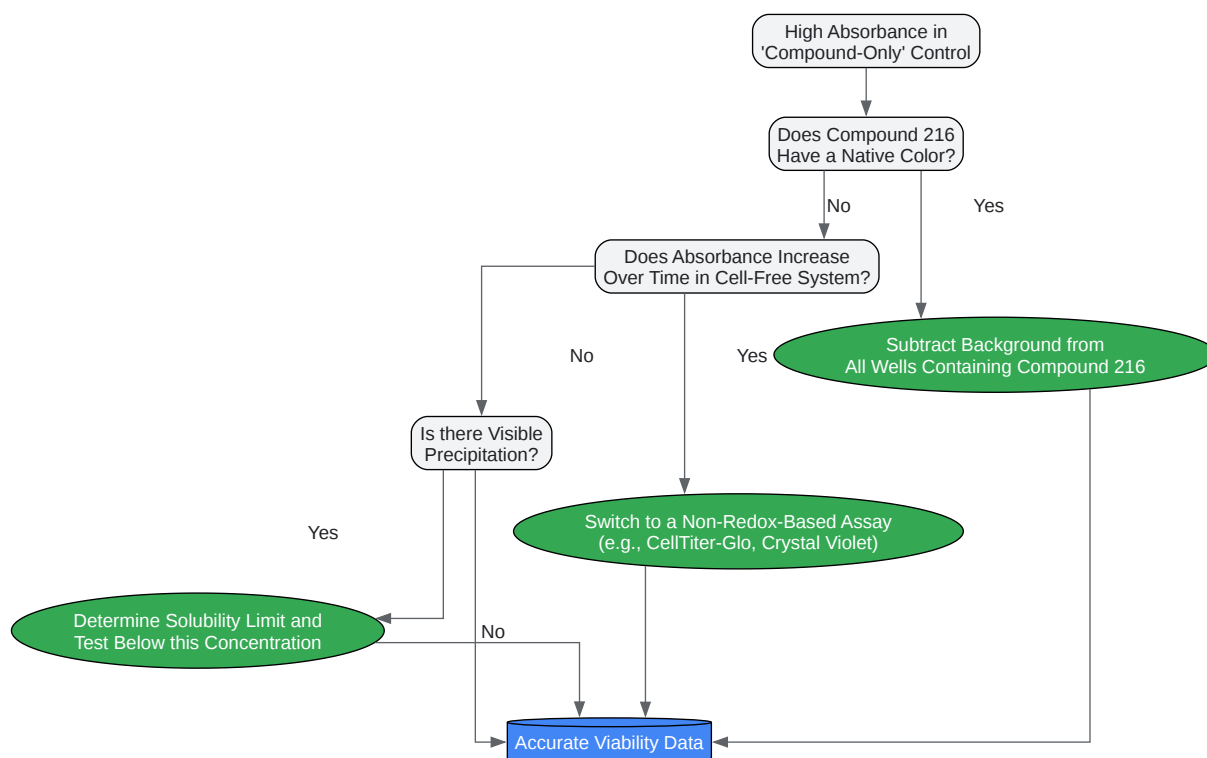 High Absorbance in
'Compound-Only' Control
Does Compound 216
Have a Native Color?
No
Yes
Does Absorbance Increase
Over Time in Cell-Free System?
No
Yes
Subtract Background from
All Wells Containing Compound 216
Is there Visible
Precipitation?
Yes
Switch to a Non-Redox-Based Assay
(e.g., CellTiter-Glo, Crystal Violet)
Determine Solubility Limit and
Test Below this Concentration
No
Accurate Viability Data